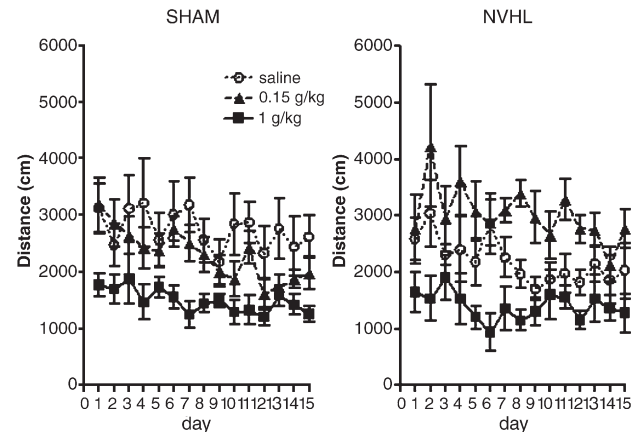 SHAM
6000
5000
4000
3000
2000
1000
0
Distance (cm)
saline
0.15 g/kg
1 g/kg
0 1 2 3 4 5 6 7 8 9 10 11 12 13 14 15
day
NVHL
6000
5000
4000
3000
2000
1000
0
Distance (cm)
0 1 2 3 4 5 6 7 8 9 10 11 12 13 14 15
day